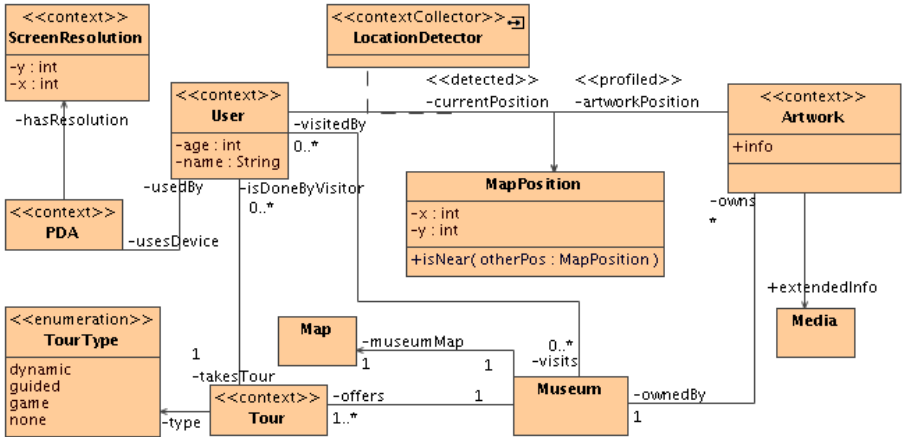 <<context>>
ScreenResolution
-y : int
-x : int
<<contextCollector>>
LocationDetector
-hasResolution
<<context>>
User
-age : int
-name : String
<<detected>>
-currentPosition
<<profiled>>
-artworkPosition
<<context>>
Artwork
+info
-visitedBy
0..*
-usedBy
-isDoneByVisitor
0..*
MapPosition
-x : int
-y : int
+isNear( otherPos : MapPosition )
-owns
*
<<context>>
PDA
-usesDevice
+extendedInfo
Media
<<enumeration>>
TourType
dynamic
guided
game
none
Map
-museumMap
1
1
0..*
-visits
1
-takesTour
<<context>>
Tour
-type
-offers
1..*
1
Museum
-ownedBy
1